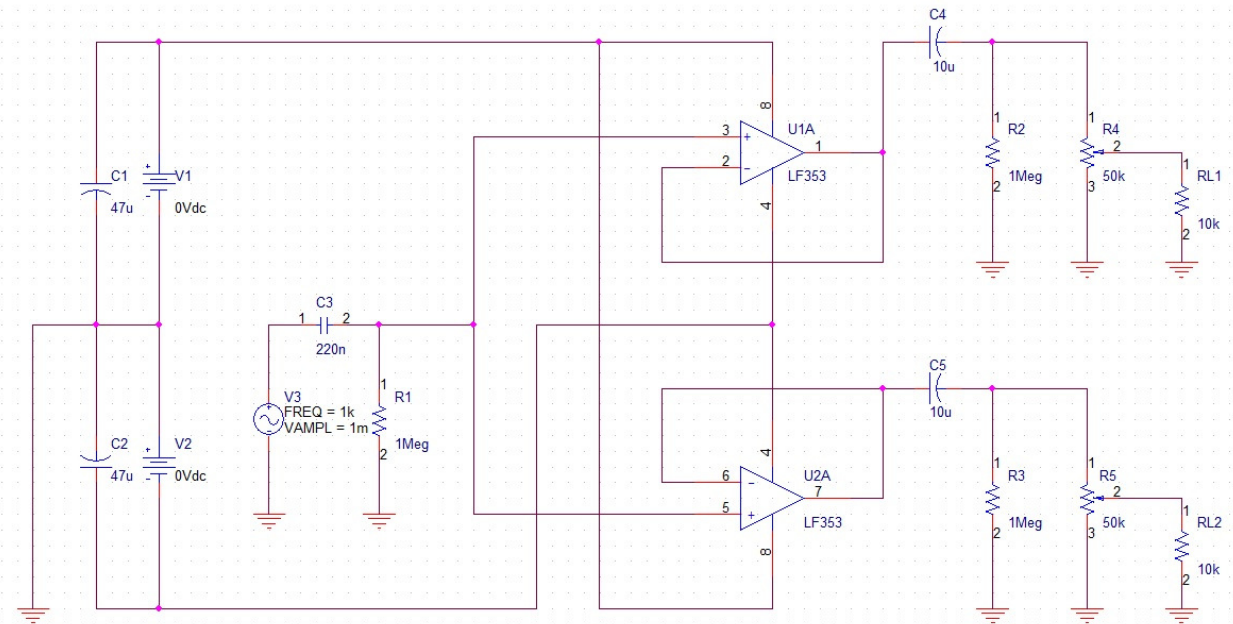 C4
10u
8
3
+
U1A
1
2
-
LF353
4
1
R2
1Meg
2
1
R4
2
50k
3
1
RL1
10k
2
C1
47u
+
V1
-
0Vdc
C3
1
2
220n
V3
FREQ = 1k
VAMPL = 1m
+
-
1
R1
1Meg
2
C2
47u
+
V2
-
0Vdc
C5
10u
4
6
-
U2A
7
5
+
LF353
8
1
R3
1Meg
2
1
R5
2
50k
3
1
RL2
10k
2